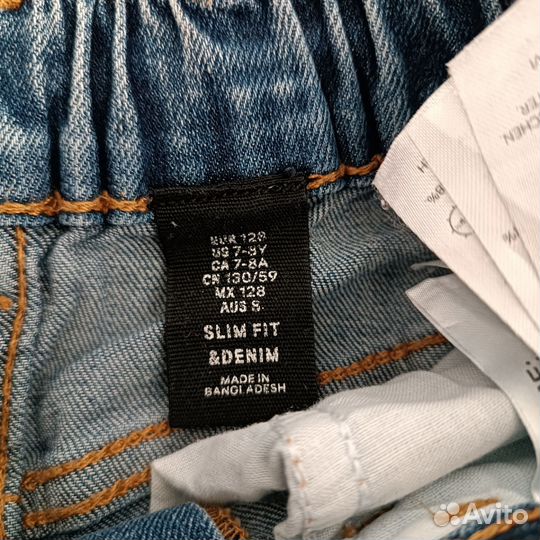 EUR 128
US 7-8Y
CA 7-8A
CN 130/59
MX 128
AUS 8
SLIM FIT
&DENIM
MADE IN
BANGLADESH
Avito